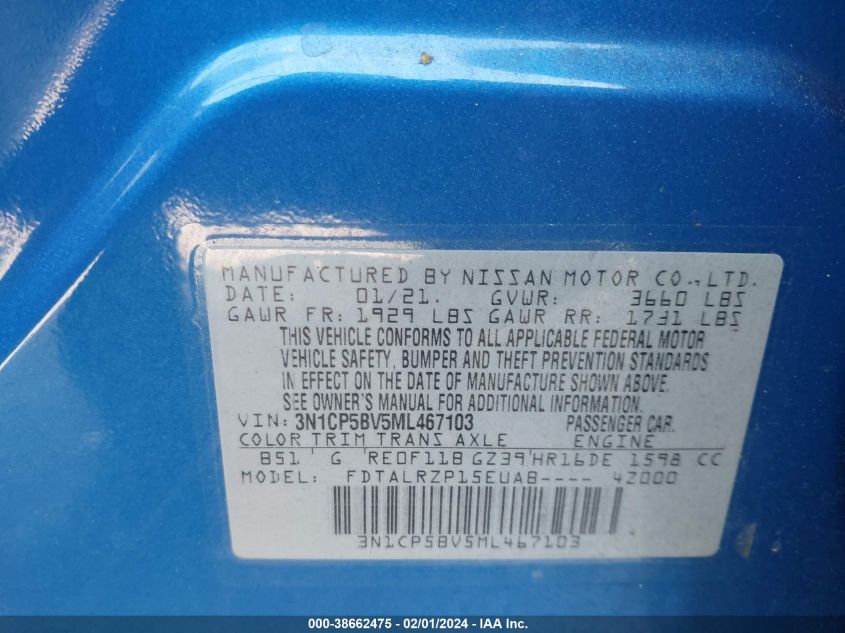 MANUFACTURED BY NISSAN MOTOR CO., LTD.
DATE: 01/21. GVWR: 3660 LBS
GAWR FR: 1929 LBS GAWR RR: 1731 LBS
THIS VEHICLE CONFORMS TO ALL APPLICABLE FEDERAL MOTOR
VEHICLE SAFETY, BUMPER AND THEFT PREVENTION STANDARDS
IN EFFECT ON THE DATE OF MANUFACTURE SHOWN ABOVE.
SEE OWNER'S MANUAL FOR ADDITIONAL INFORMATION.
VIN: 3N1CP5BV5ML467103 PASSENGER CAR.
COLOR TRIM TRANS AXLE ENGINE
B51 G RE0F11B GZ39 HR16DE 1598 CC
MODEL: FDTALRZP15EUAB---- 4Z000
3N1CP5BV5ML467103
000-38662475 - 02/01/2024 - IAA Inc.